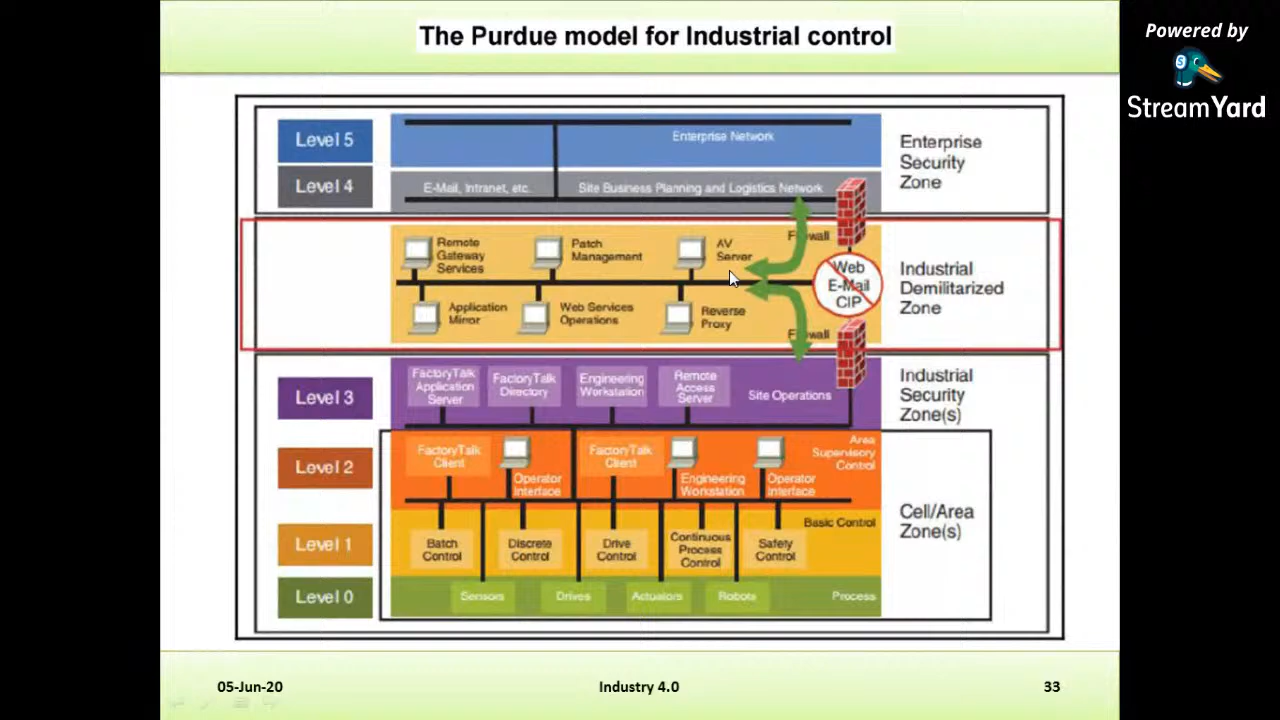 The Purdue model for Industrial control
Powered by
StreamYard
Level 5
Enterprise Network
Level 4
E-Mail, Intranet, etc.
Site Business Planning and Logistics Network
Enterprise
Security
Zone
Remote
Gateway
Services
Patch
Management
AV
Server
Firewall
Application
Mirror
Web Services
Operations
Reverse
Proxy
Firewall
Web
E-Mail
CIP
Industrial
Demilitarized
Zone
Level 3
FactoryTalk
Application
Server
FactoryTalk
Directory
Engineering
Workstation
Remote
Access
Server
Site Operations
Industrial
Security
Zone(s)
Level 2
FactoryTalk
Client
Operator
Interface
FactoryTalk
Client
Engineering
Workstation
Operator
Interface
Area
Supervisory
Control
Level 1
Basic Control
Batch
Control
Discrete
Control
Drive
Control
Continuous
Process
Control
Safety
Control
Cell/Area
Zone(s)
Level 0
Sensors
Drives
Actuators
Robots
Process
05-Jun-20
Industry 4.0
33